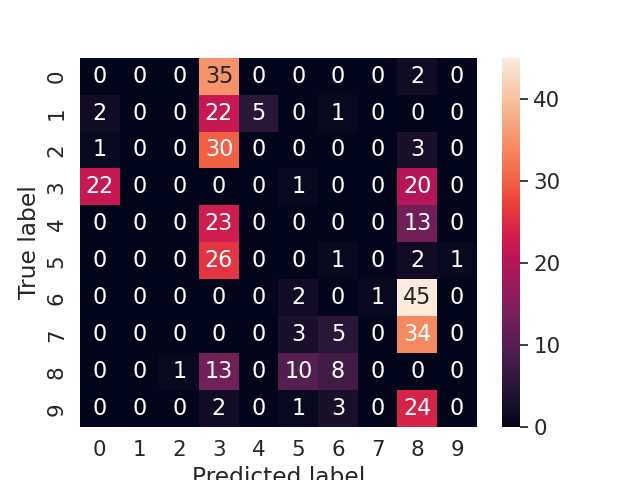 0 0 0 0 35 0 0 0 0 2 0
1 2 0 0 22 5 0 1 0 0 0
2 1 0 0 30 0 0 0 0 3 0
3 22 0 0 0 0 1 0 0 20 0
4 0 0 0 23 0 0 0 0 13 0
5 0 0 0 26 0 0 1 0 2 1
6 0 0 0 0 0 2 0 1 45 0
7 0 0 0 0 0 3 5 0 34 0
8 0 0 1 13 0 10 8 0 0 0
9 0 0 0 2 0 1 3 0 24 0
0 1 2 3 4 5 6 7 8 9
True label
Predicted label
40
30
20
10
0